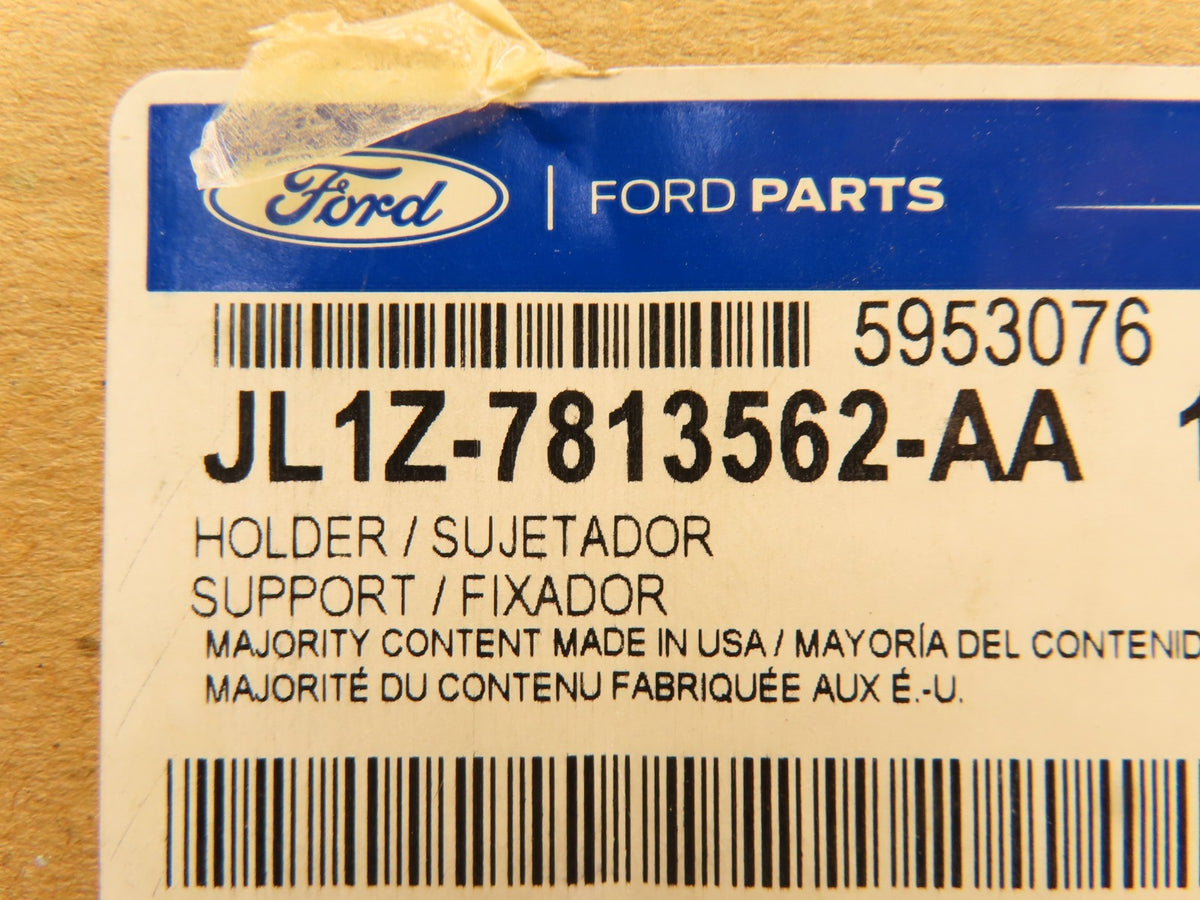 Ford | FORD PARTS
5953076
JL1Z-7813562-AA 1
HOLDER / SUJETADOR
SUPPORT / FIXADOR
MAJORITY CONTENT MADE IN USA / MAYORÍA DEL CONTENID
MAJORITÉ DU CONTENU FABRIQUÉE AUX É.-U.